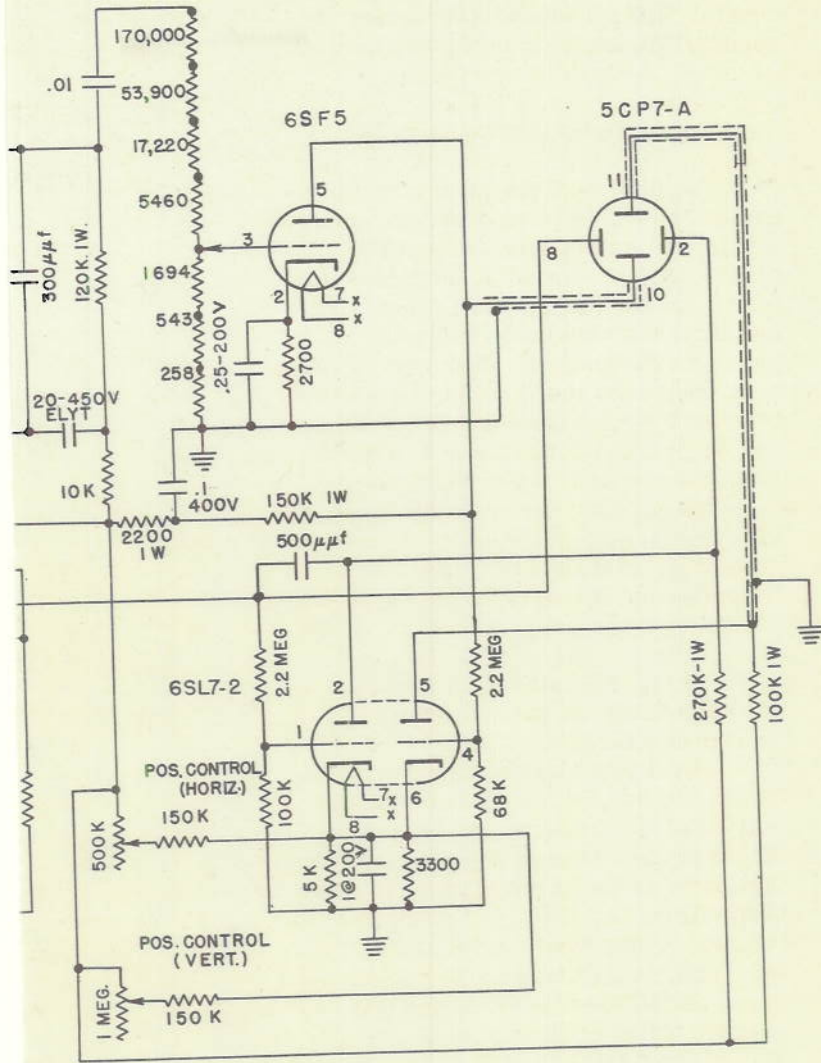 170,000
.01
53,900
6SF5
5CP7-A
17,220
5
11
5460
3
8
2
300µµf
120K.1W.
1694
2
7
x
8
x
10
543
.25-200V
2700
258
20-450V
ELYT
10K
.1
400V
150K 1W
2200
1W
500µµf
2.2 MEG
2.2 MEG
6SL7-2
2
5
270K-1W
100K 1W
1
4
POS. CONTROL
(HORIZ.)
100K
7
x
8
x
6
68K
500K
150K
5K
1@200V
3300
POS. CONTROL
(VERT.)
1 MEG.
150K